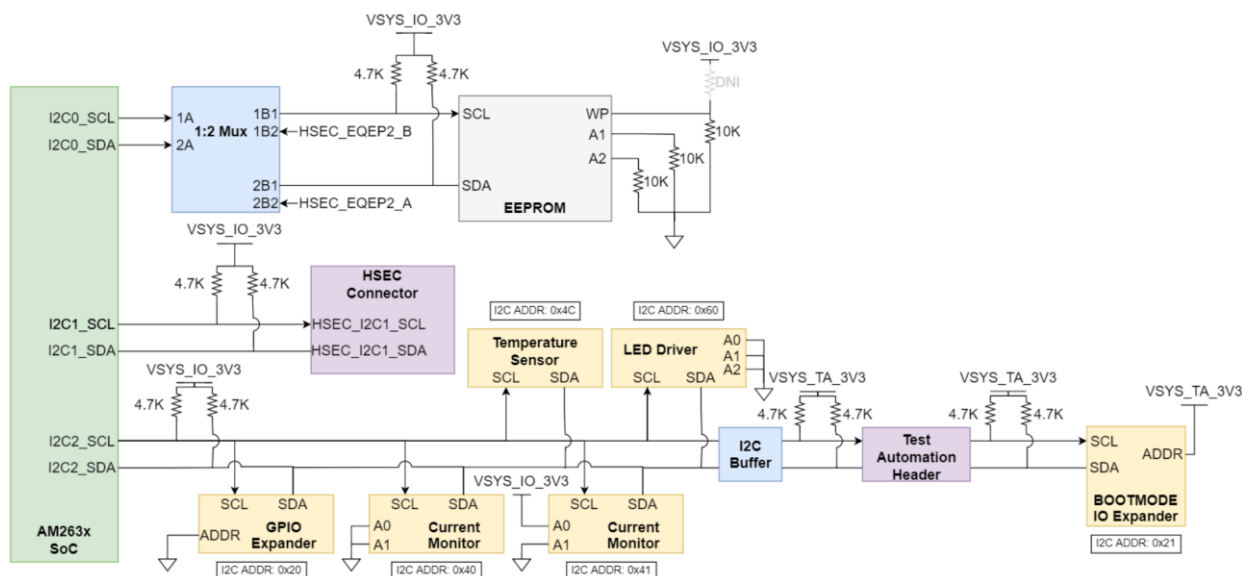 VSYS_IO_3V3
4.7K
4.7K
VSYS_IO_3V3
DNI
I2C0_SCL
I2C0_SDA
1A
2A
1:2 Mux
1B1
1B2
2B1
2B2
HSEC_EQEP2_B
HSEC_EQEP2_A
SCL
SDA
EEPROM
WP
A1
A2
10K
10K
10K
VSYS_IO_3V3
4.7K
4.7K
HSEC
Connector
HSEC_I2C1_SCL
HSEC_I2C1_SDA
I2C1_SCL
I2C1_SDA
I2C ADDR: 0x4C
Temperature
Sensor
SCL
SDA
I2C ADDR: 0x60
LED Driver
A0
A1
A2
SCL
SDA
VSYS_IO_3V3
4.7K
4.7K
I2C2_SCL
I2C2_SDA
I2C
Buffer
VSYS_TA_3V3
4.7K
4.7K
Test
Automation
Header
VSYS_TA_3V3
4.7K
4.7K
VSYS_TA_3V3
SCL
SDA
ADDR
BOOTMODE
IO Expander
I2C ADDR: 0x21
SCL
SDA
ADDR
GPIO
Expander
I2C ADDR: 0x20
SCL
SDA
A0
A1
Current
Monitor
I2C ADDR: 0x40
VSYS_IO_3V3
SCL
SDA
A0
A1
Current
Monitor
I2C ADDR: 0x41
AM263x
SoC